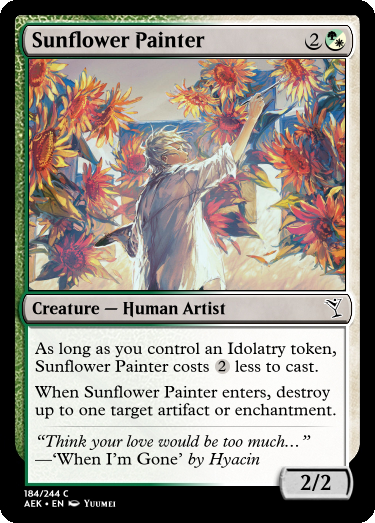 Sunflower Painter 2
Creature — Human Artist
As long as you control an Idolatry token,
Sunflower Painter costs 2 less to cast.
When Sunflower Painter enters, destroy
up to one target artifact or enchantment.
“Think your love would be too much…”
—‘When I’m Gone’ by Hyacin
2/2
184/244 C
AEK • EN Yuumei